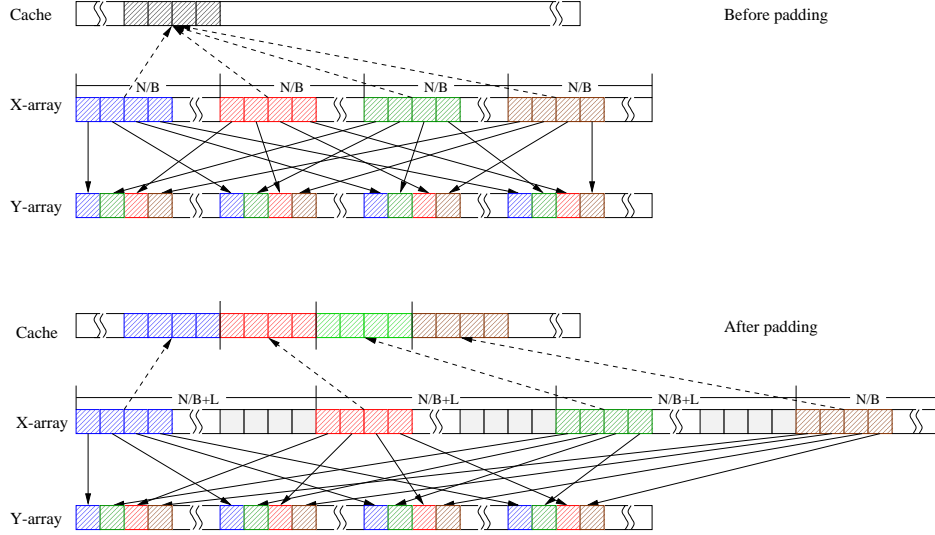 Cache Before padding
N/B N/B N/B N/B
X-array
Y-array
Cache After padding
N/B+L N/B+L N/B+L N/B
X-array
Y-array